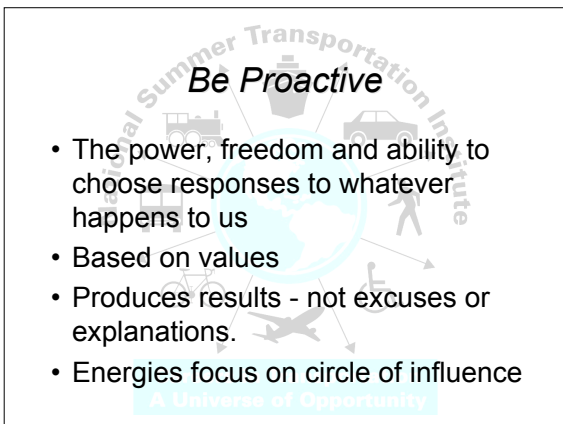 National Summer Transportation Institute
Be Proactive
• The power, freedom and ability to
choose responses to whatever
happens to us
• Based on values
• Produces results - not excuses or
explanations.
• Energies focus on circle of influence
A Universe of Opportunity